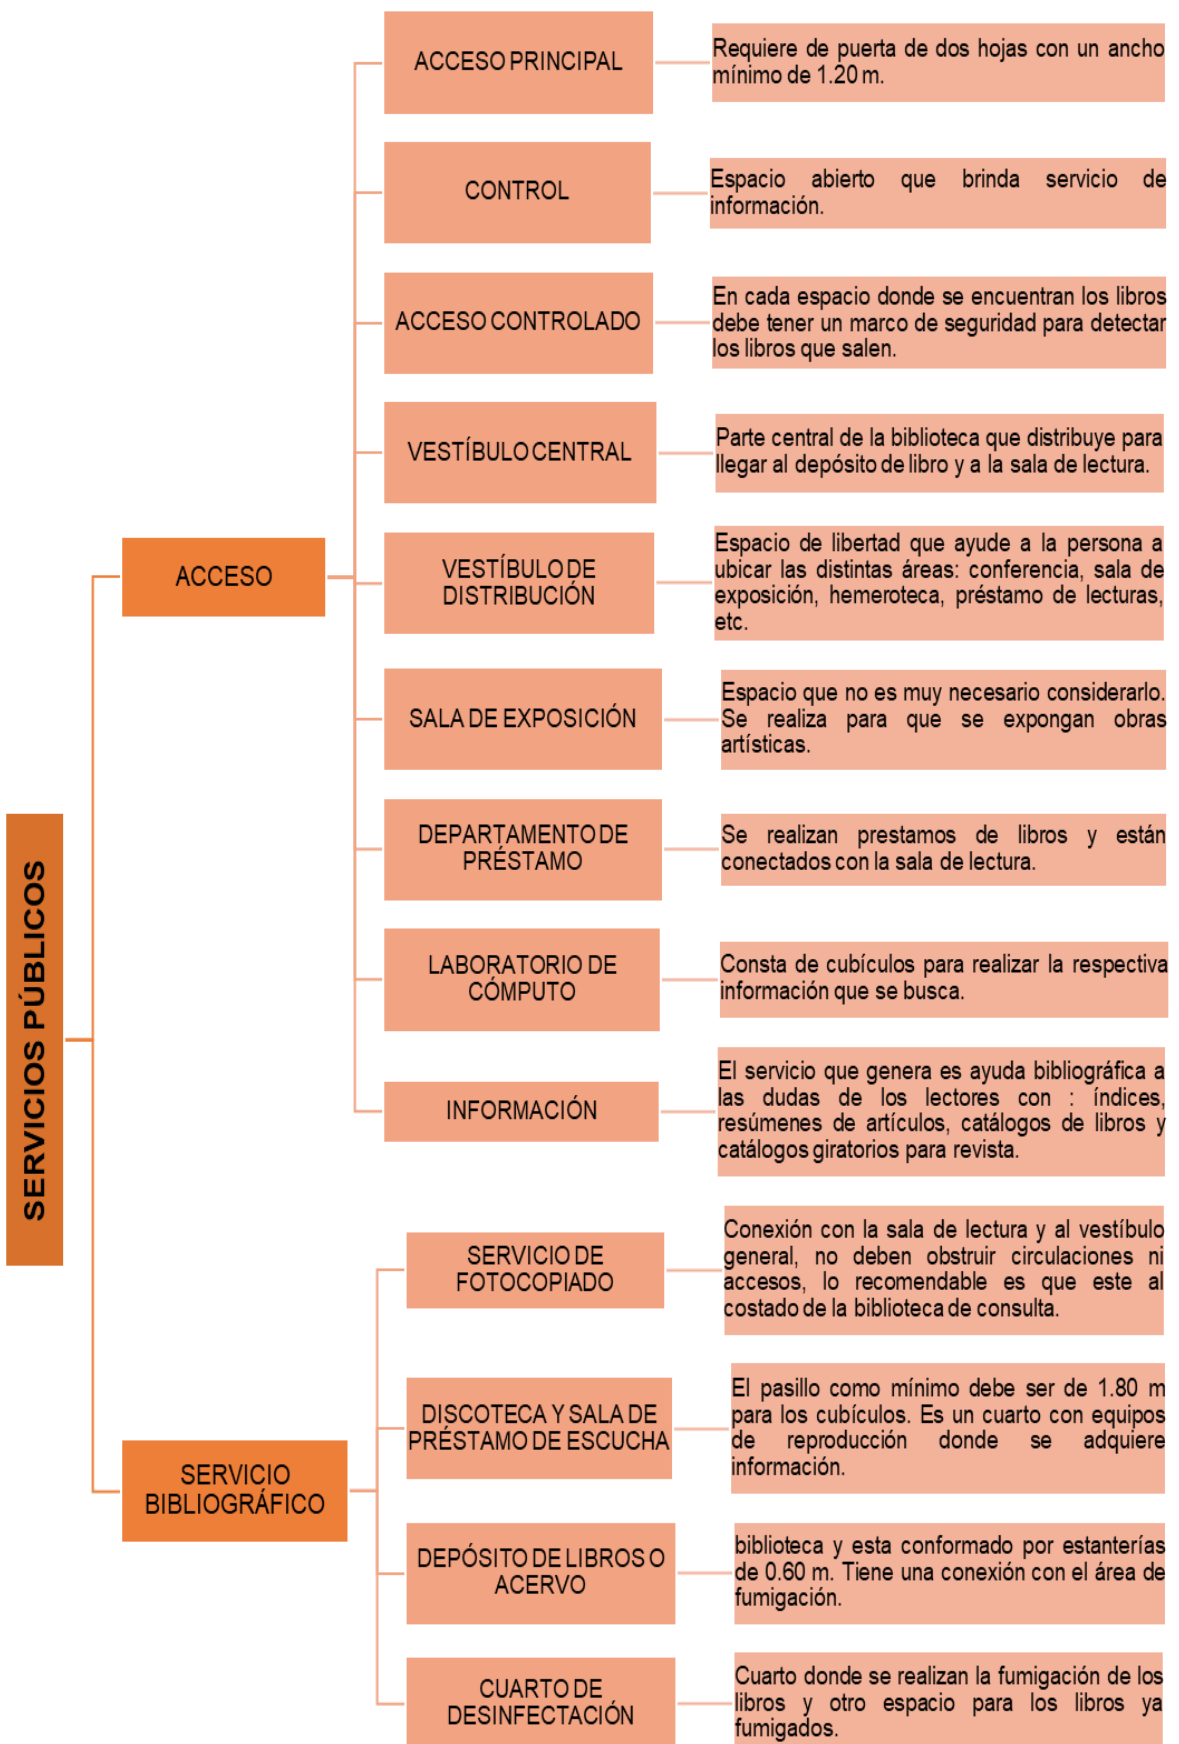 SERVICIOS PÚBLICOS
ACCESO
ACCESO PRINCIPAL
Requiere de puerta de dos hojas con un ancho
mínimo de 1.20 m.
CONTROL
Espacio abierto que brinda servicio de
información.
ACCESO CONTROLADO
En cada espacio donde se encuentran los libros
debe tener un marco de seguridad para detectar
los libros que salen.
VESTÍBULO CENTRAL
Parte central de la biblioteca que distribuye para
llegar al depósito de libro y a la sala de lectura.
VESTÍBULO DE
DISTRIBUCIÓN
Espacio de libertad que ayude a la persona a
ubicar las distintas áreas: conferencia, sala de
exposición, hemeroteca, préstamo de lecturas,
etc.
SALA DE EXPOSICIÓN
Espacio que no es muy necesario considerarlo.
Se realiza para que se expongan obras
artísticas.
DEPARTAMENTO DE
PRÉSTAMO
Se realizan prestamos de libros y están
conectados con la sala de lectura.
LABORATORIO DE
CÓMPUTO
Consta de cubículos para realizar la respectiva
información que se busca.
INFORMACIÓN
El servicio que genera es ayuda bibliográfica a
las dudas de los lectores con : índices,
resúmenes de artículos, catálogos de libros y
catálogos giratorios para revista.
SERVICIO
BIBLIOGRÁFICO
SERVICIO DE
FOTOCOPIADO
Conexión con la sala de lectura y al vestíbulo
general, no deben obstruir circulaciones ni
accesos, lo recomendable es que este al
costado de la biblioteca de consulta.
DISCOTECA Y SALA DE
PRÉSTAMO DE ESCUCHA
El pasillo como mínimo debe ser de 1.80 m
para los cubículos. Es un cuarto con equipos
de reproducción donde se adquiere
información.
DEPÓSITO DE LIBROS O
ACERVO
biblioteca y esta conformado por estanterías
de 0.60 m. Tiene una conexión con el área de
fumigación.
CUARTO DE
DESINFECTACIÓN
Cuarto donde se realizan la fumigación de los
libros y otro espacio para los libros ya
fumigados.